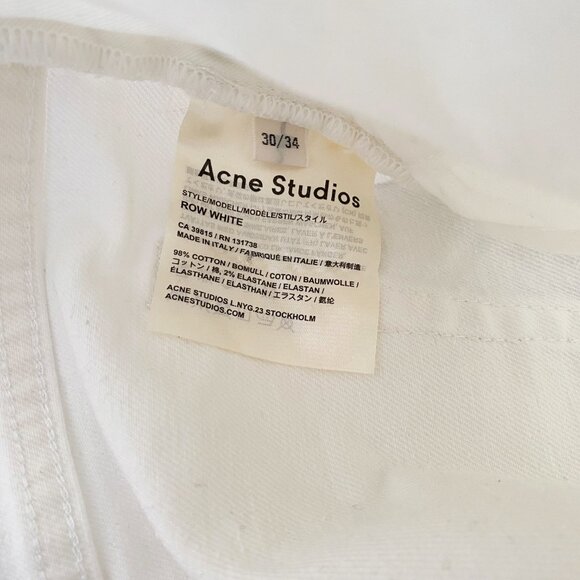 30/34
Acne Studios
STYLE/MODELL/MODÈLE/STIL/スタイル
ROW WHITE
CA 39815 / RN 131738
MADE IN ITALY / FABRIQUÉ EN ITALIE / 意大利制造
98% COTTON / BOMULL / COTON / BAUMWOLLE /
コットン / 棉, 2% ELASTANE / ELASTAN /
ÉLASTHANE / ELASTHAN / エラスタン / 氨纶
ACNE STUDIOS L.NYG.23 STOCKHOLM
ACNESTUDIOS.COM